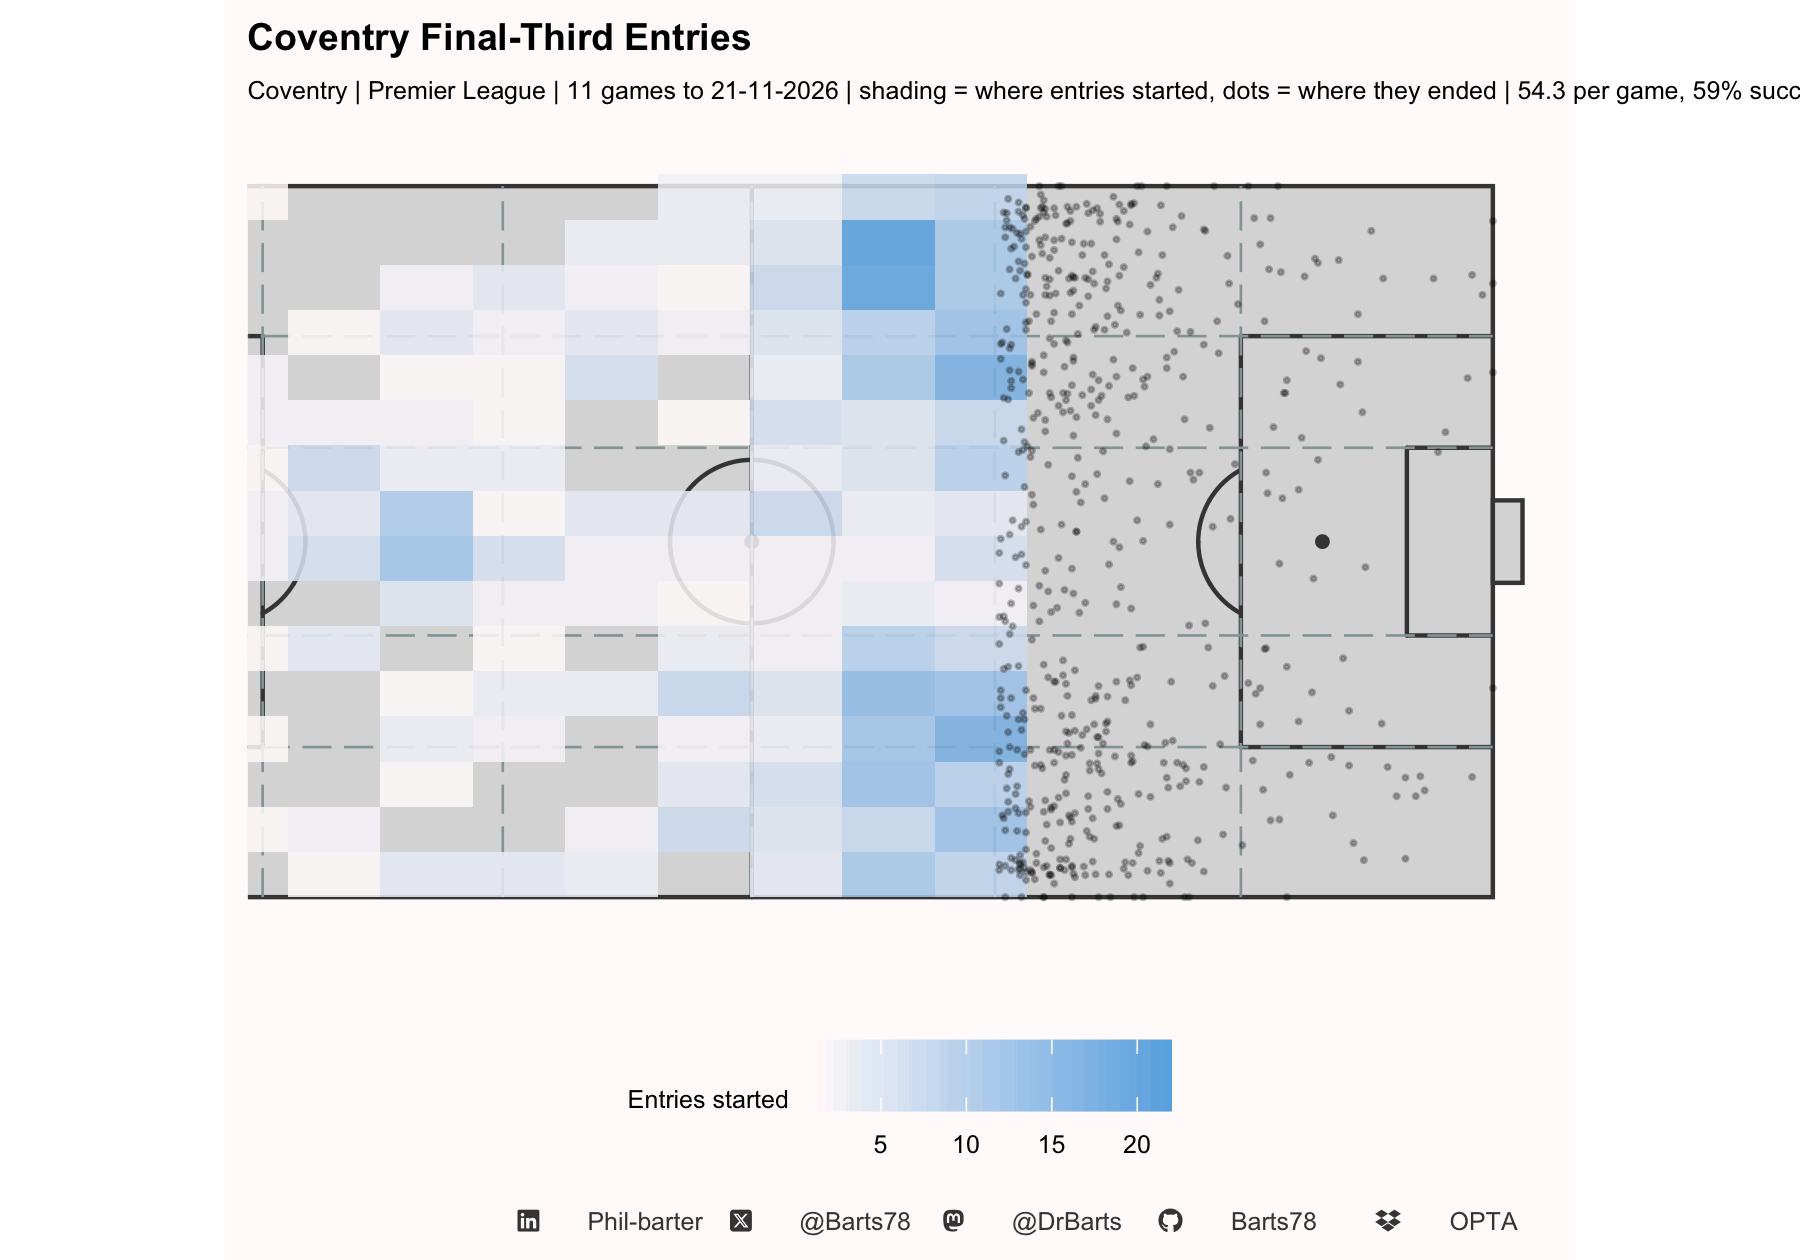 Coventry Final-Third Entries
Coventry | Premier League | 11 games to 21-11-2026 | shading = where entries started, dots = where they ended | 54.3 per game, 59% succ
Entries started
5 10 15 20
Phil-barter @Barts78 @DrBarts Barts78 OPTA